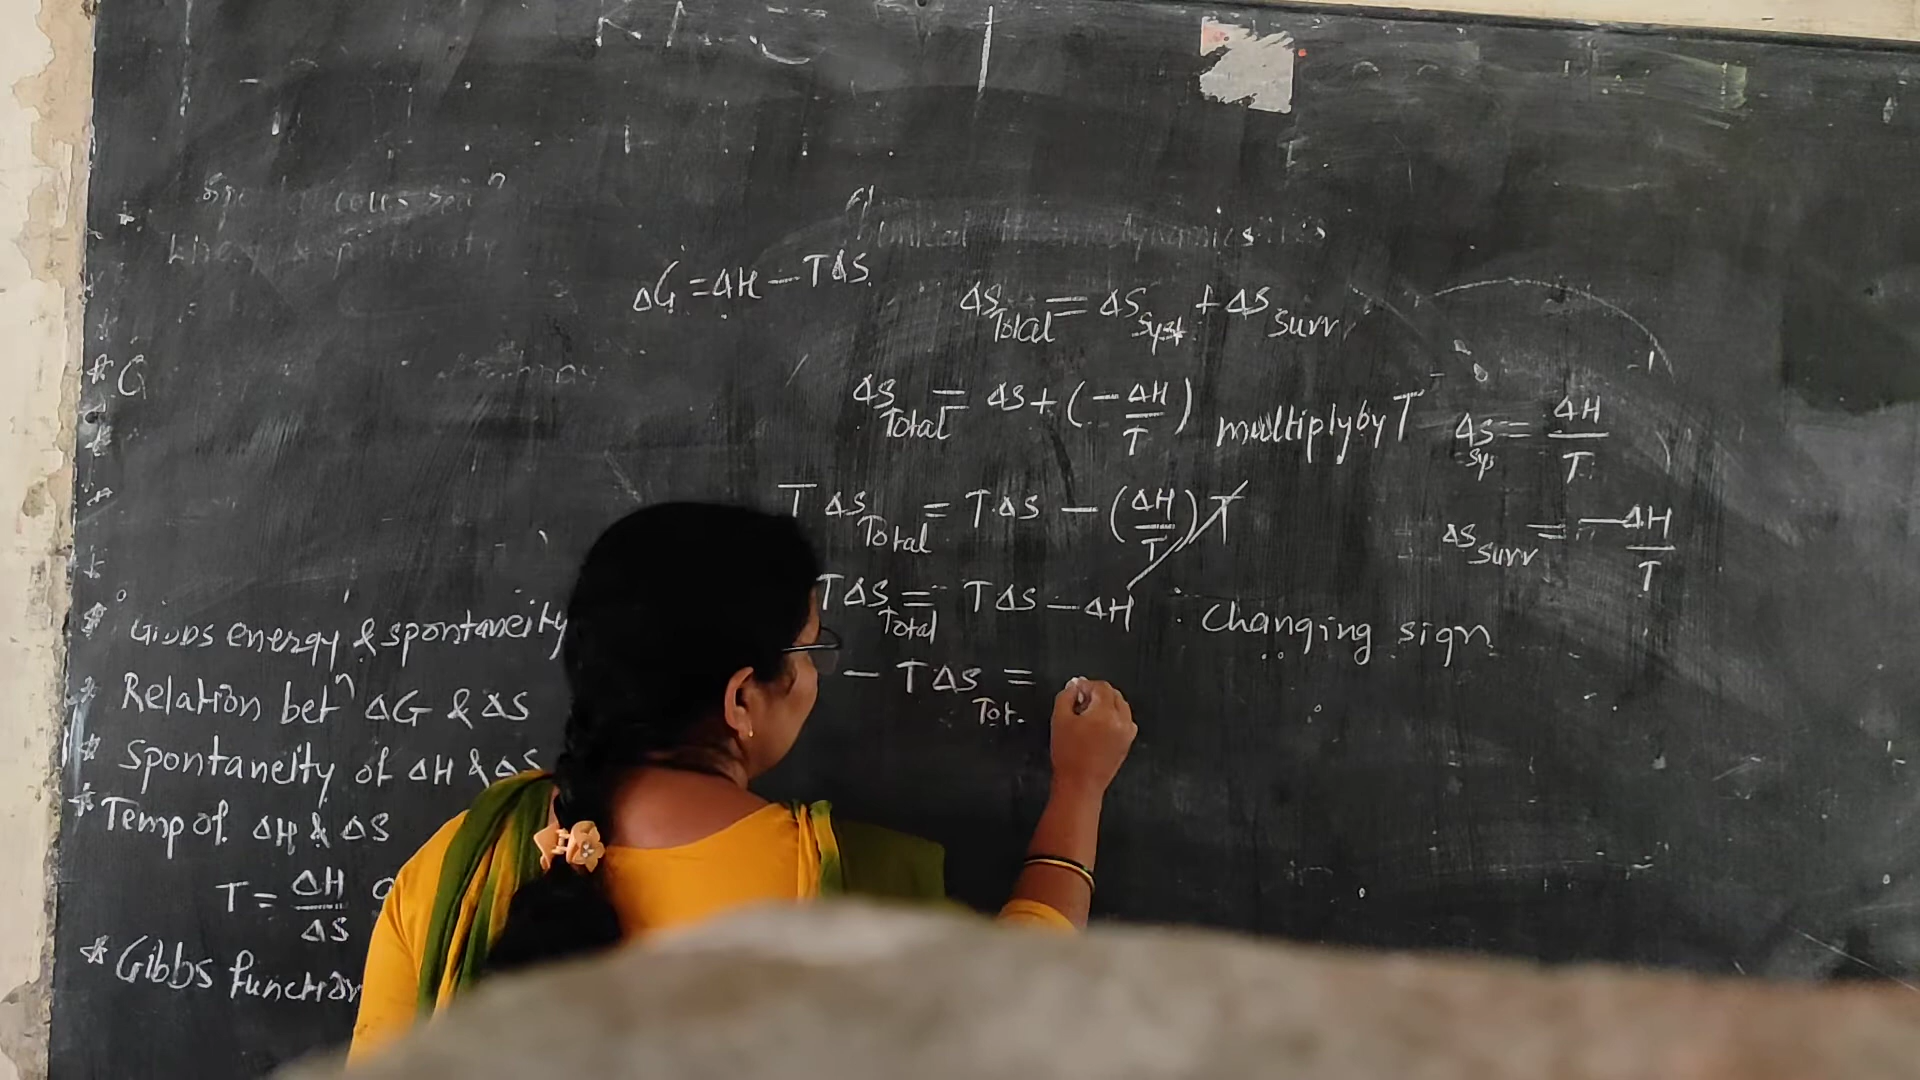 ΔG = ΔH − TΔS
ΔS Total = ΔS Syst + ΔS Surr
ΔS Total = ΔS + (− ΔH/T) multiply by T
ΔS Sys = ΔH/T
TΔS Total = T·ΔS − (ΔH/T) T
ΔS Surr = −ΔH/T
TΔS Total = TΔS − ΔH : Changing sign
− TΔS Tot. =
* G
* Gibbs energy & spontaneity
* Relation betⁿ ΔG & ΔS
* Spontaneity of ΔH & ΔS
* Temp of ΔH & ΔS
T = ΔH/ΔS
* Gibbs function